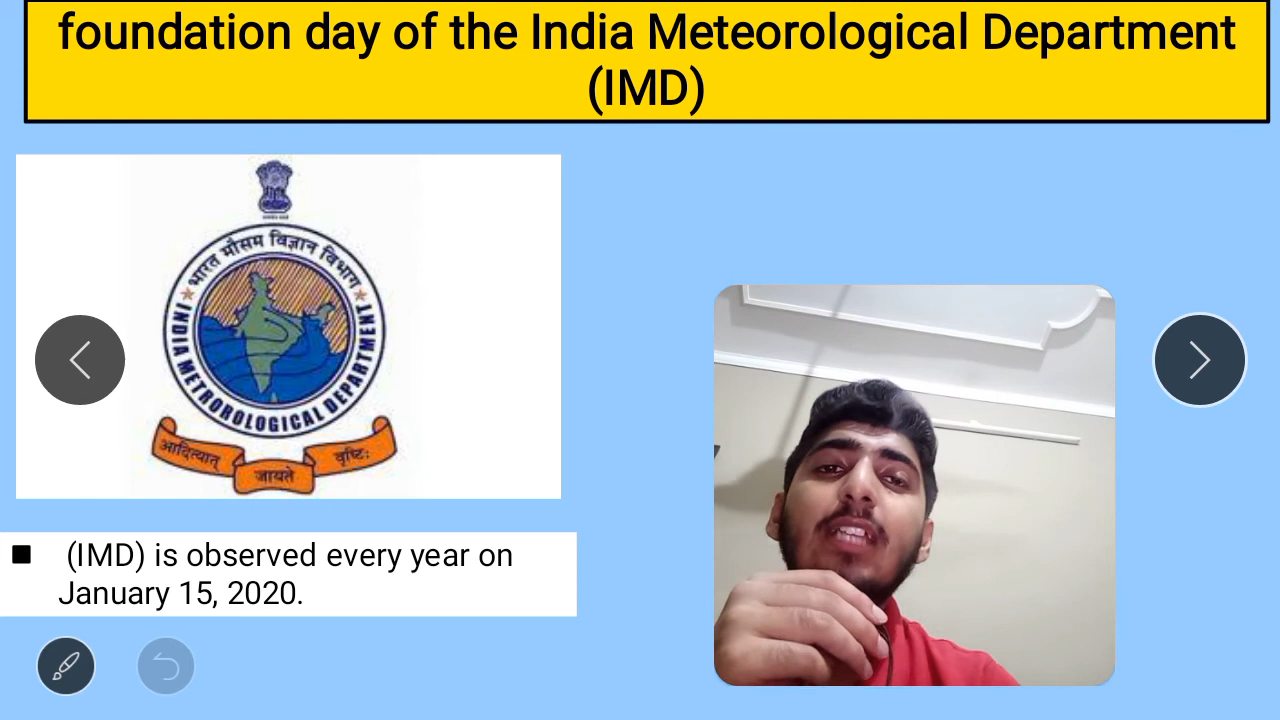 foundation day of the India Meteorological Department
(IMD)
भारत मौसम विज्ञान विभाग
INDIA METROROLOGICAL DEPARTMENT
आदित्यात् जायते वृष्टिः
(IMD) is observed every year on
January 15, 2020.